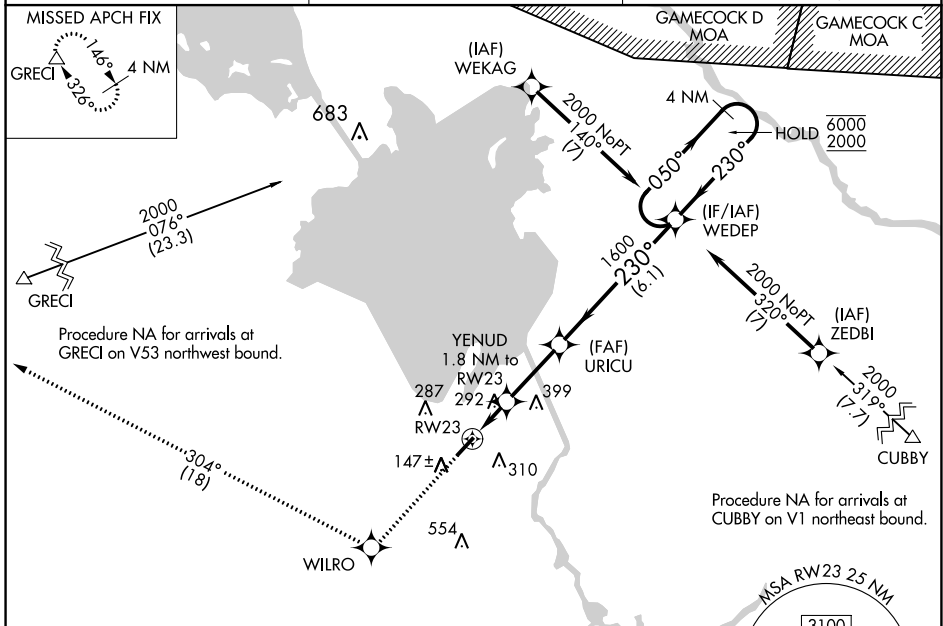 MISSED APCH FIX
GRECI
146°
326°
4 NM
683
(IAF)
WEKAG
2000 NoPT
140°
(7)
GAMECOCK D
MOA
GAMECOCK C
MOA
4 NM
HOLD
6000
2000
050°
230°
(IF/IAF)
WEDEP
2000
076°
(23.3)
GRECI
1600
230°
(6.1)
2000 NoPT
320°
(7)
(IAF)
ZEDBI
Procedure NA for arrivals at
GRECI on V53 northwest bound.
YENUD
1.8 NM to
RW23
(FAF)
URICU
2000
319°
(7.7)
CUBBY
287
292
399
RW23
147±
310
304°
(18)
554
WILRO
Procedure NA for arrivals at
CUBBY on V1 northeast bound.
MSA RW23 25 NM
3100